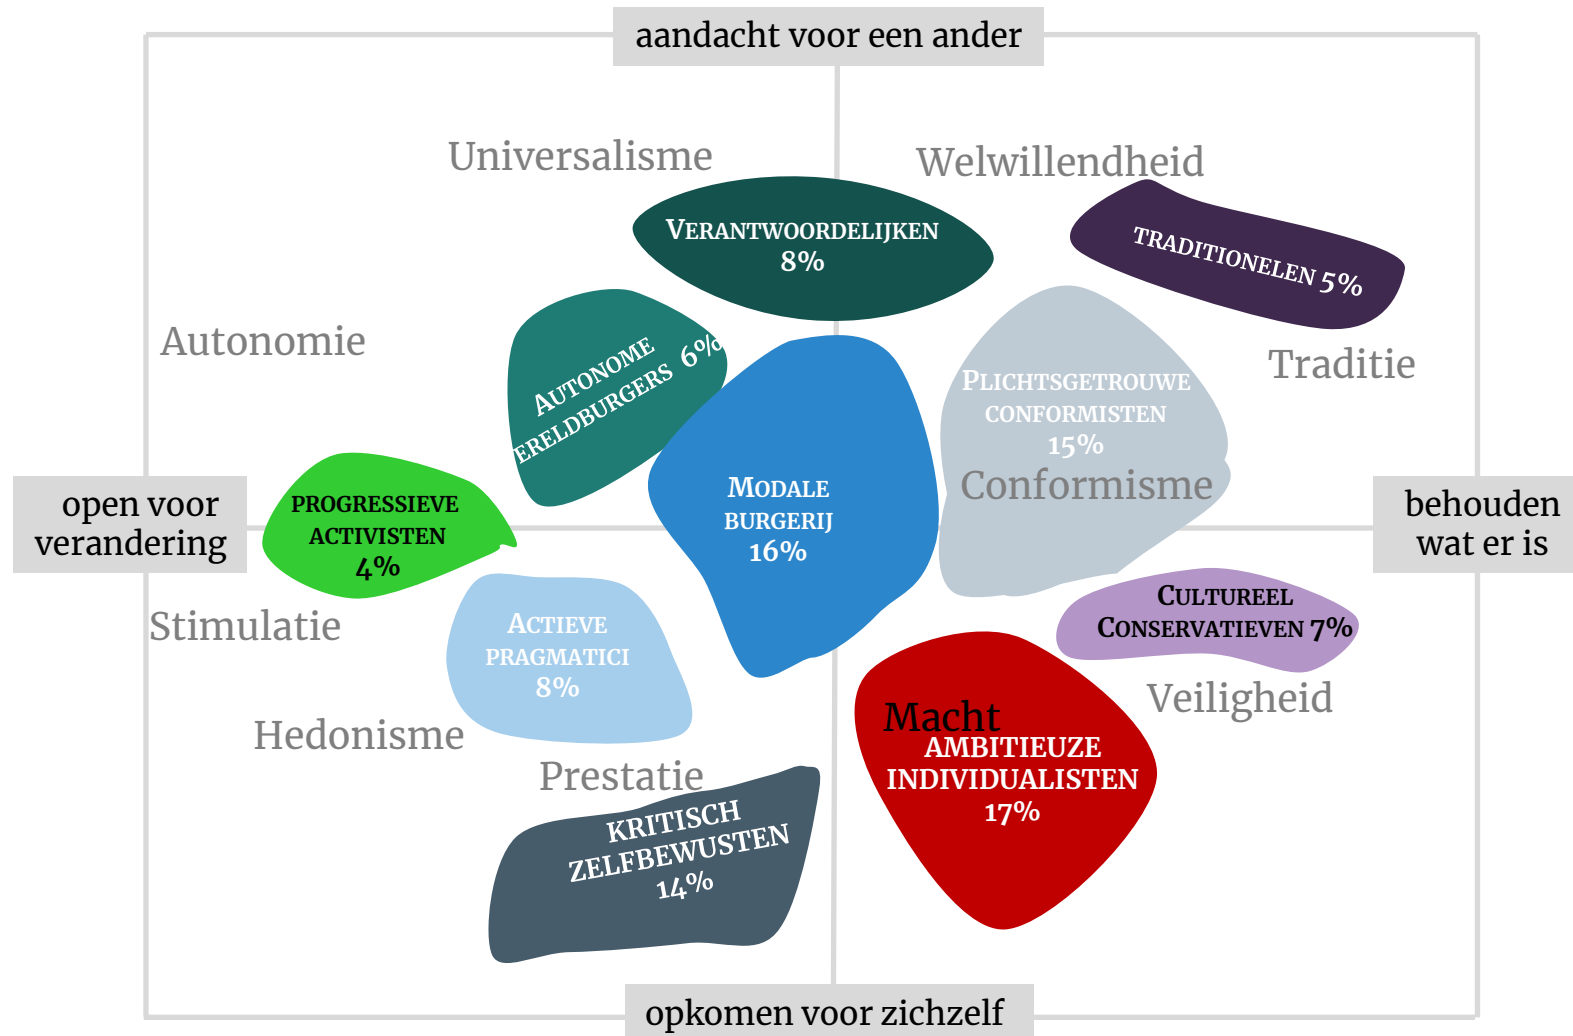 aandacht voor een ander
Universalisme
Welwillendheid
VERANTWOORDELIJKEN
8%
TRADITIONELEN 5%
Autonomie
AUTONOME
ERELDBURGERS 6%
Traditie
PLICHTSGETROUWE
CONFORMISTEN
15%
Conformisme
open voor
verandering
PROGRESSIEVE
ACTIVISTEN
4%
MODALE
BURGERIJ
16%
behouden
wat er is
Stimulatie
ACTIEVE
PRAGMATICI
8%
CULTUREEL
CONSERVATIEVEN 7%
Veiligheid
Hedonisme
Prestatie
Macht
AMBITIEUZE
INDIVIDUALISTEN
17%
KRITISCH
ZELFBEWUSTEN
14%
opkomen voor zichzelf